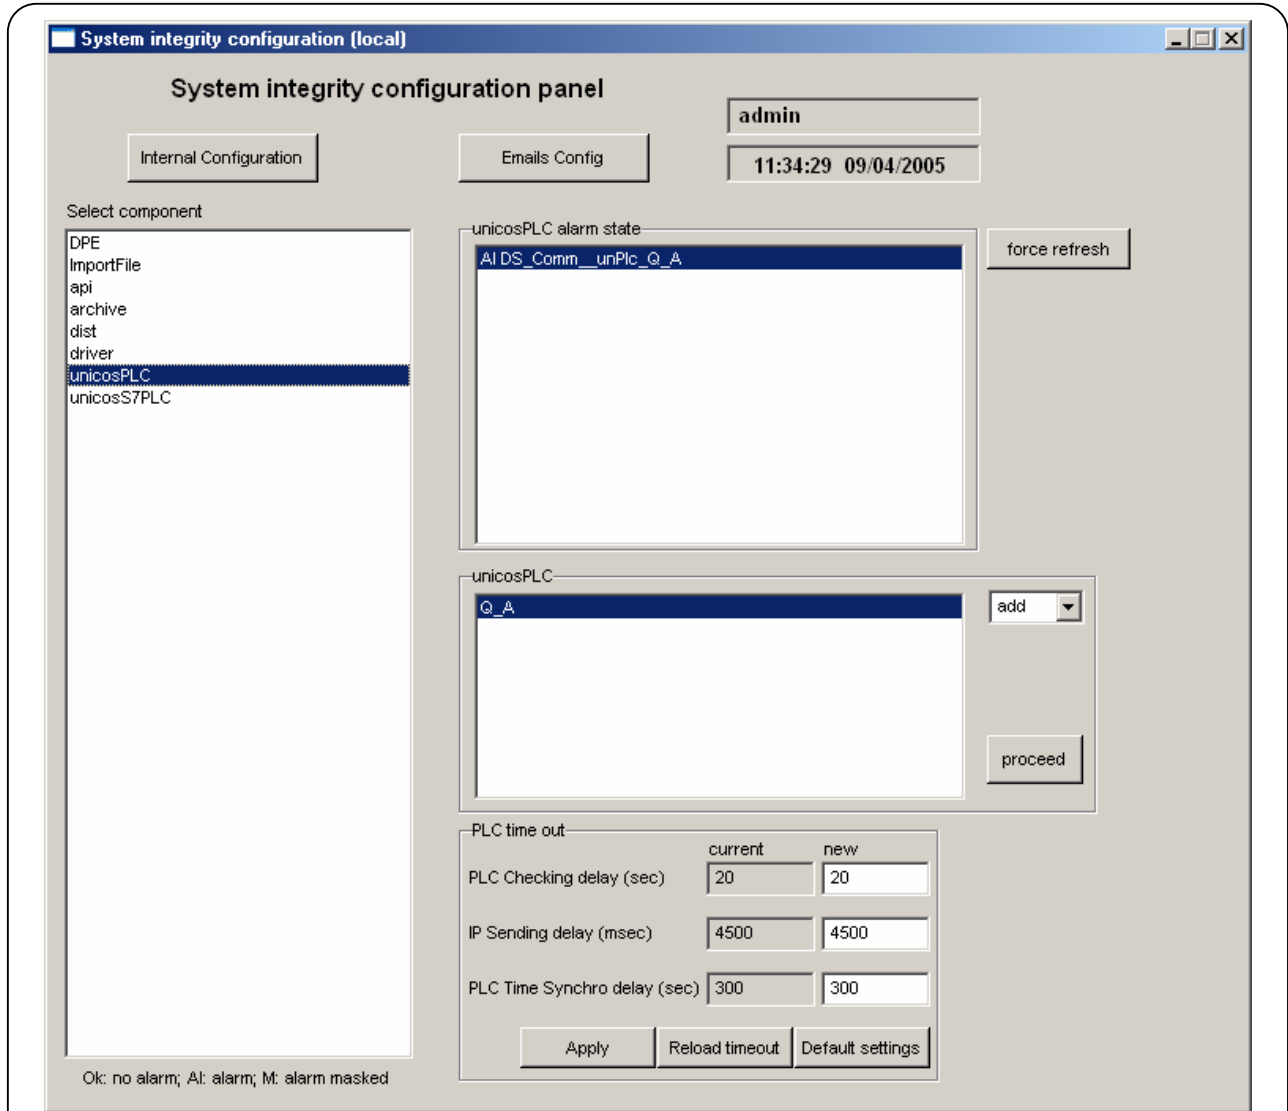 System integrity configuration (local)
System integrity configuration panel
admin
Internal Configuration
Emails Config
11:34:29 09/04/2005
Select component
DPE
ImportFile
api
archive
dist
driver
unicosPLC
unicosS7PLC
unicosPLC alarm state
Al DS_Comm__unPlc_Q_A
force refresh
unicosPLC
Q_A
add
proceed
PLC time out
current new
PLC Checking delay (sec) 20 20
IP Sending delay (msec) 4500 4500
PLC Time Synchro delay (sec) 300 300
Apply Reload timeout Default settings
Ok: no alarm; Al: alarm; M: alarm masked